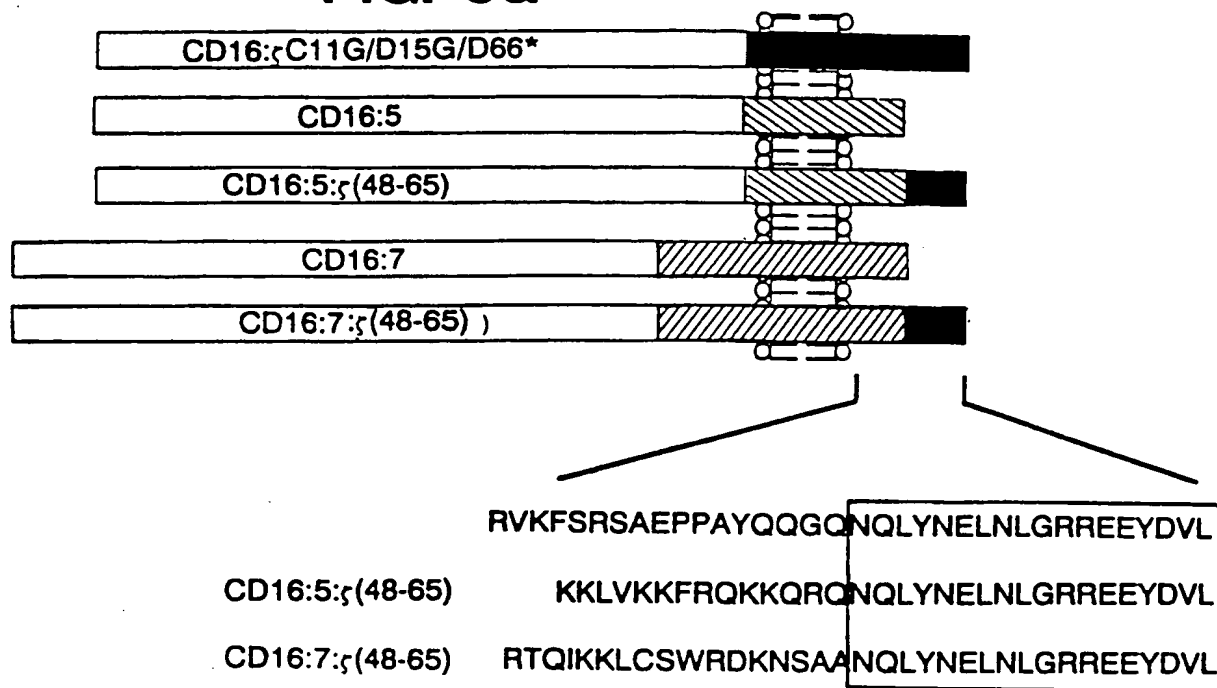 CD16:ζC11G/D15G/D66*
CD16:5
CD16:5:ζ(48-65)
CD16:7
CD16:7:ζ(48-65) )
RVKFSRSAEPPAYQQGQNQLYNELNLGRREEYDVL
CD16:5:ζ(48-65) KKLVKKFRQKKQRQNQLYNELNLGRREEYDVL
CD16:7:ζ(48-65) RTQIKKLCSWRDKNSAANQLYNELNLGRREEYDVL